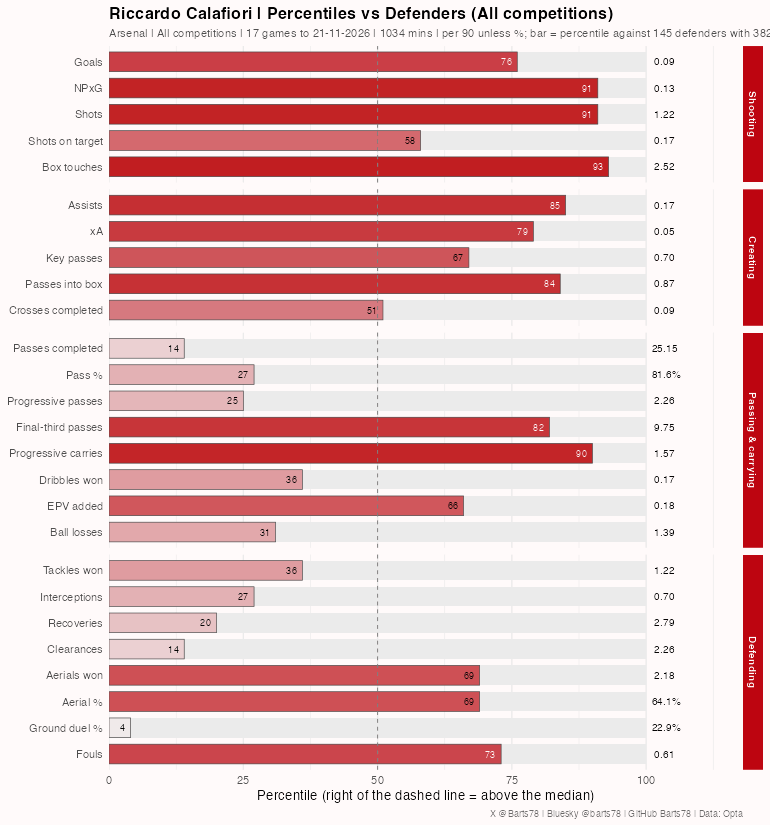 Riccardo Calafiori | Percentiles vs Defenders (All competitions)
Arsenal | All competitions | 17 games to 21-11-2026 | 1034 mins | per 90 unless %; bar = percentile against 145 defenders with 382
Goals 76 0.09
NPxG 91 0.13
Shots 91 1.22
Shots on target 58 0.17
Box touches 93 2.52
Shooting
Assists 85 0.17
xA 79 0.05
Key passes 67 0.70
Passes into box 84 0.87
Crosses completed 51 0.09
Creating
Passes completed 14 25.15
Pass % 27 81.6%
Progressive passes 25 2.26
Final-third passes 82 9.75
Progressive carries 90 1.57
Dribbles won 36 0.17
EPV added 66 0.18
Ball losses 31 1.39
Passing & carrying
Tackles won 36 1.22
Interceptions 27 0.70
Recoveries 20 2.79
Clearances 14 2.26
Aerials won 69 2.18
Aerial % 69 64.1%
Ground duel % 4 22.9%
Fouls 73 0.61
Defending
0 25 50 75 100
Percentile (right of the dashed line = above the median)
X @Barts78 | Bluesky @barts78 | GitHub Barts78 | Data: Opta